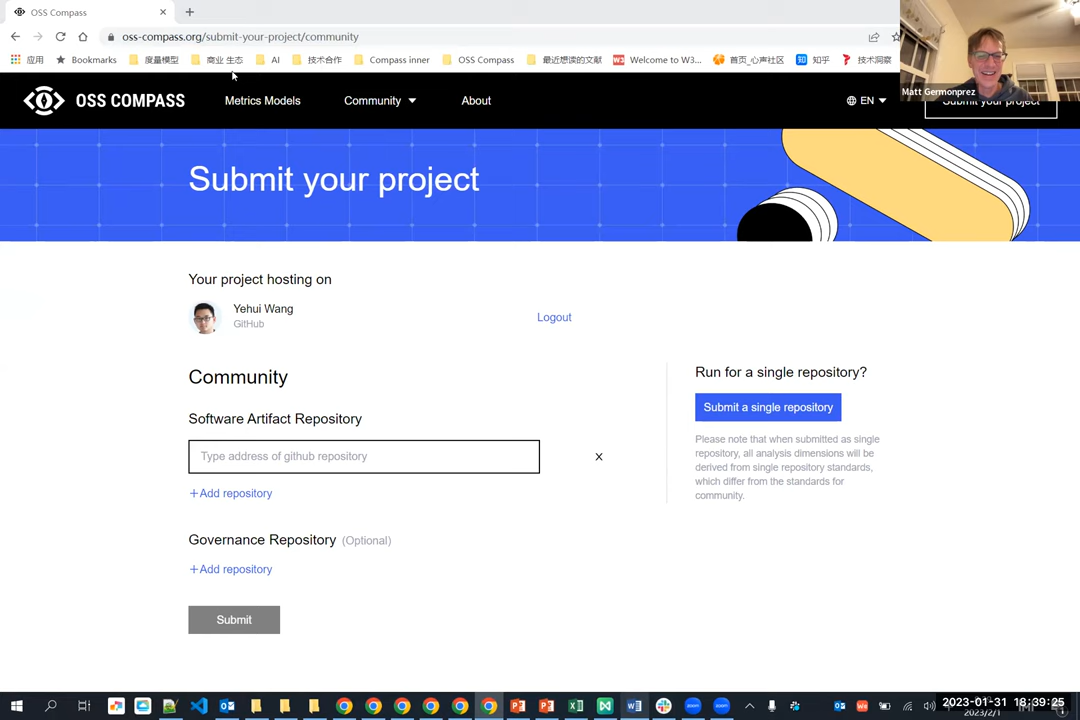 OSS Compass
oss-compass.org/submit-your-project/community
应用 Bookmarks 度量模型 商业 生态 AI 技术合作 Compass inner OSS Compass 最近想读的文献 Welcome to W3... 首页_心声社区 知乎 技术洞察
Matt Germonprez
OSS COMPASS Metrics Models Community About EN Submit your project
Submit your project
Your project hosting on
Yehui Wang
GitHub
Logout
Community
Software Artifact Repository
Type address of github repository
X
+Add repository
Governance Repository (Optional)
+Add repository
Submit
Run for a single repository?
Submit a single repository
Please note that when submitted as single
repository, all analysis dimensions will be
derived from single repository standards,
which differ from the standards for
community.
2023-01-31 18:39:25
2023/2/1